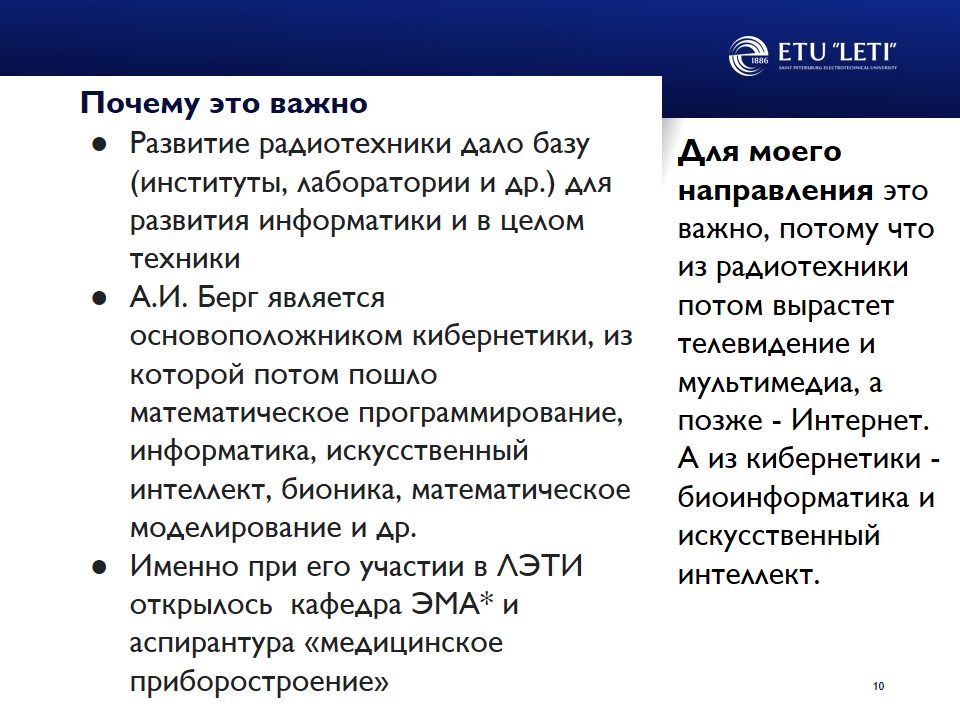 ETU "LETI"
1886
SAINT PETERSBURG ELECTROTECHNICAL UNIVERSITY
Почему это важно
● Развитие радиотехники дало базу
(институты, лаборатории и др.) для
развития информатики и в целом
техники
● А.И. Берг является
основоположником кибернетики, из
которой потом пошло
математическое программирование,
информатика, искусственный
интеллект, бионика, математическое
моделирование и др.
● Именно при его участии в ЛЭТИ
открылось кафедра ЭМА* и
аспирантура «медицинское
приборостроение»
Для моего
направления это
важно, потому что
из радиотехники
потом вырастет
телевидение и
мультимедиа, а
позже - Интернет.
А из кибернетики -
биоинформатика и
искусственный
интеллект.
10